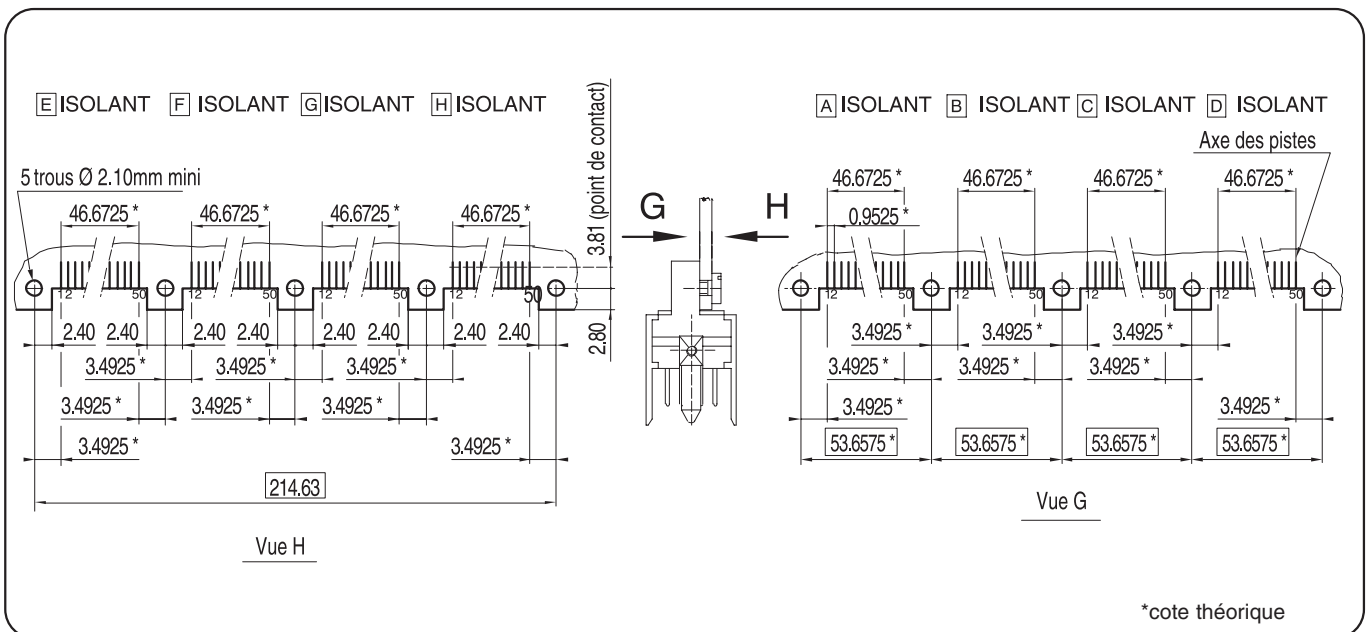 E ISOLANT F ISOLANT G ISOLANT H ISOLANT
5 trous Ø 2.10mm mini
46.6725 * 46.6725 * 46.6725 * 46.6725 *
3.81 (point de contact)
12 50 12 50 12 50 12 50
2.40 2.40 2.40 2.40 2.40 2.40 2.40 2.40
2.80
3.4925 * 3.4925 * 3.4925 *
3.4925 * 3.4925 * 3.4925 *
3.4925 * 3.4925 *
214.63
Vue H
G H
A ISOLANT B ISOLANT C ISOLANT D ISOLANT
Axe des pistes
46.6725 * 46.6725 * 46.6725 * 46.6725 *
0.9525 *
12 50 12 50 12 50 12 50
3.4925 * 3.4925 * 3.4925 *
3.4925 * 3.4925 * 3.4925 *
3.4925 * 3.4925 *
53.6575 * 53.6575 * 53.6575 * 53.6575 *
Vue G
*cote théorique